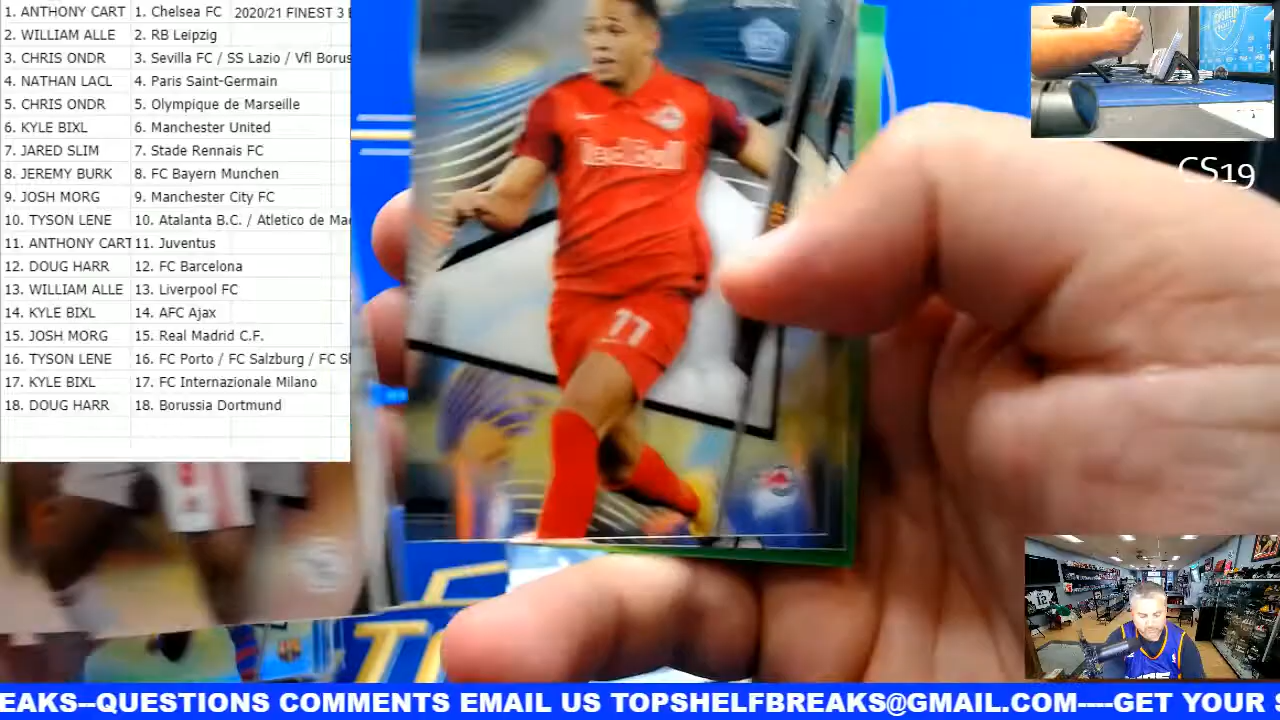 1. ANTHONY CART 1. Chelsea FC 2020/21 FINEST 3 B
2. WILLIAM ALLE 2. RB Leipzig
3. CHRIS ONDR 3. Sevilla FC / SS Lazio / Vfl Borus
4. NATHAN LACL 4. Paris Saint-Germain
5. CHRIS ONDR 5. Olympique de Marseille
6. KYLE BIXL 6. Manchester United
7. JARED SLIM 7. Stade Rennais FC
8. JEREMY BURK 8. FC Bayern Munchen
9. JOSH MORG 9. Manchester City FC
10. TYSON LENE 10. Atalanta B.C. / Atletico de Mad
11. ANTHONY CART 11. Juventus
12. DOUG HARR 12. FC Barcelona
13. WILLIAM ALLE 13. Liverpool FC
14. KYLE BIXL 14. AFC Ajax
15. JOSH MORG 15. Real Madrid C.F.
16. TYSON LENE 16. FC Porto / FC Salzburg / FC Sh
17. KYLE BIXL 17. FC Internazionale Milano
18. DOUG HARR 18. Borussia Dortmund
Red Bull
11
CS19
EAKS--QUESTIONS COMMENTS EMAIL US TOPSHELFBREAKS@GMAIL.COM----GET YOUR S